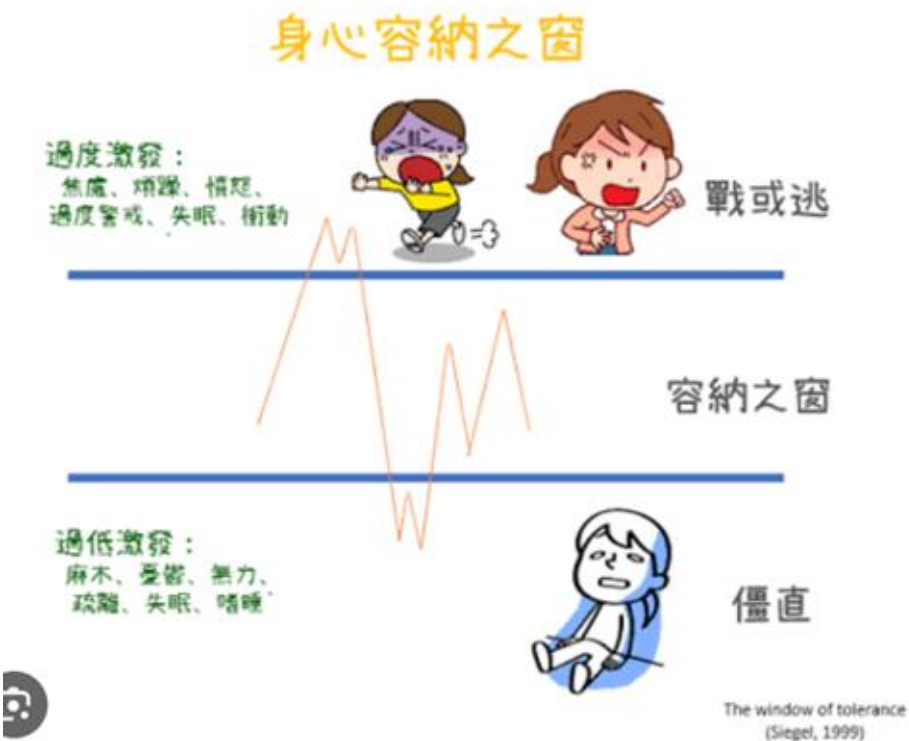 身心容納之窗
過度激發：
焦慮、煩躁、憤怒、
過度警戒、失眠、衝動
戰或逃
容納之窗
過低激發：
麻木、憂鬱、無力、
疏離、失眠、嗜睡
僵直
The window of tolerance
(Siegel, 1999)